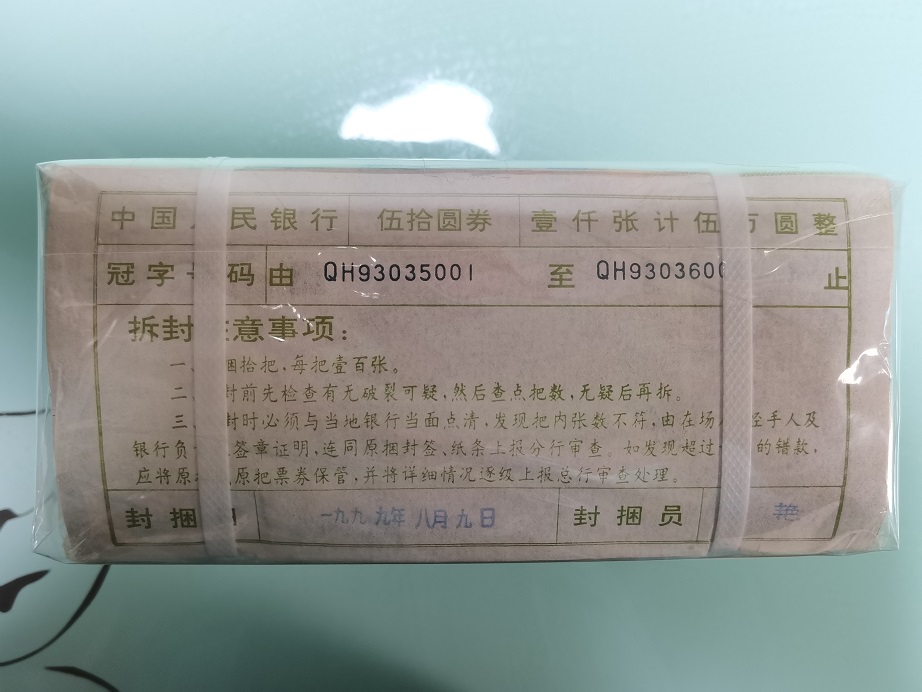 中国 民银行 伍拾圆券 壹仟张计伍 圆整
冠字 码由 QH93035001 至 QH9303600 止
拆封 意事项：
一、 捆拾把，每把壹百张。
二、 封前先检查有无破裂可疑，然后查点把数，无疑后再拆。
三、 封时必须与当地银行当面点清，发现把内张数不符，由在场 经手人及
银行负 签章证明，连同原捆封签、纸条上报分行审查。如发现超过 的错款，
应将原 原把票券保管，并将详细情况逐级上报总行审查处理。
封捆 一九九九年八月九日 封捆员 艳